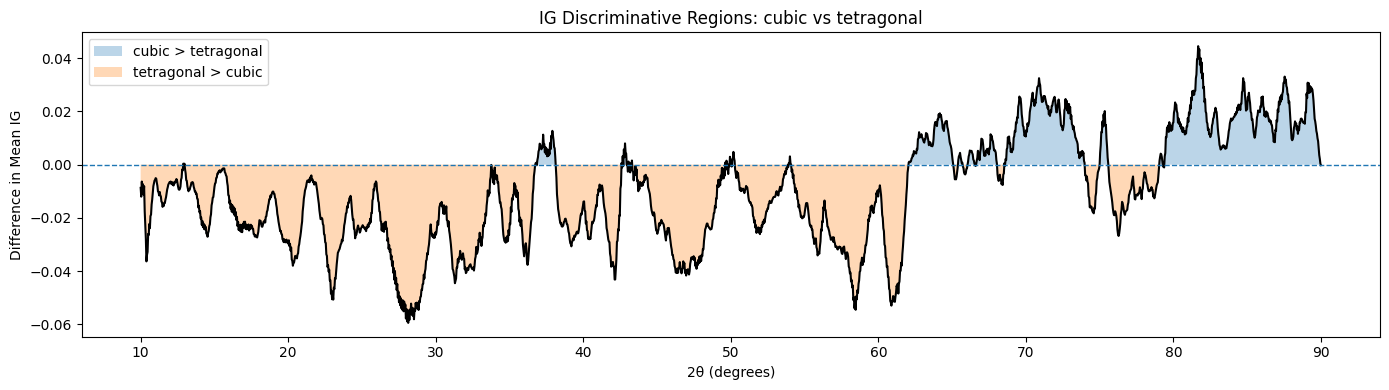 IG Discriminative Regions: cubic vs tetragonal
cubic > tetragonal
tetragonal > cubic
Difference in Mean IG
0.04
0.02
0.00
−0.02
−0.04
−0.06
10 20 30 40 50 60 70 80 90
2θ (degrees)